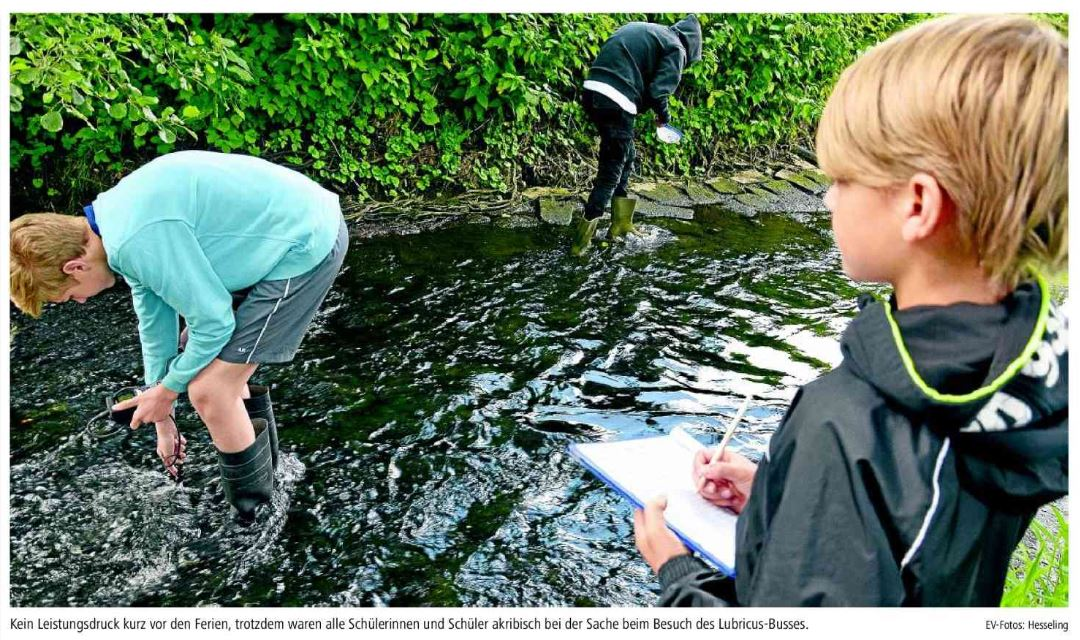 Kein Leistungsdruck kurz vor den Ferien, trotzdem waren alle Schülerinnen und Schüler akribisch bei der Sache beim Besuch des Lubricus-Busses. EV-Fotos: Hesseling